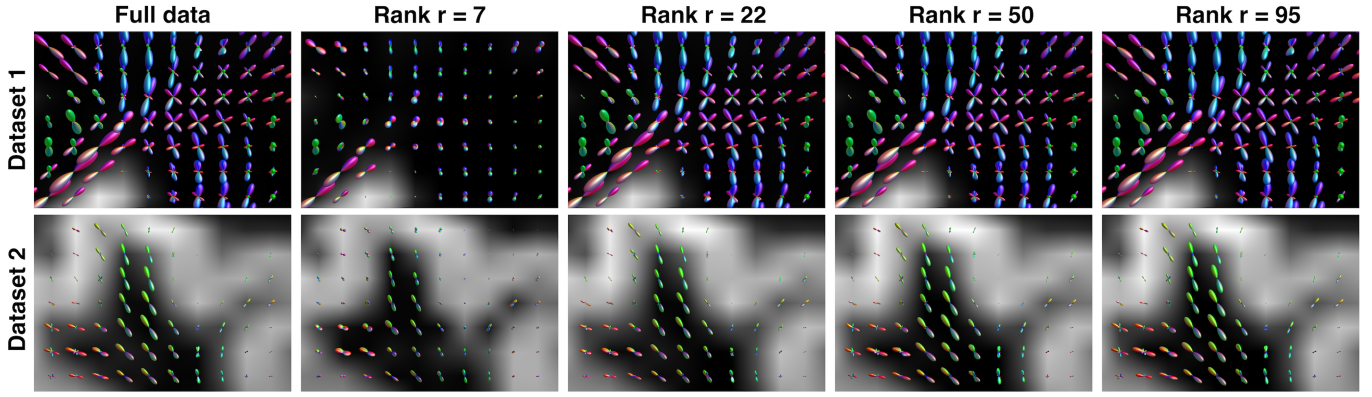 Full data Rank r = 7 Rank r = 22 Rank r = 50 Rank r = 95
Dataset 1
Dataset 2